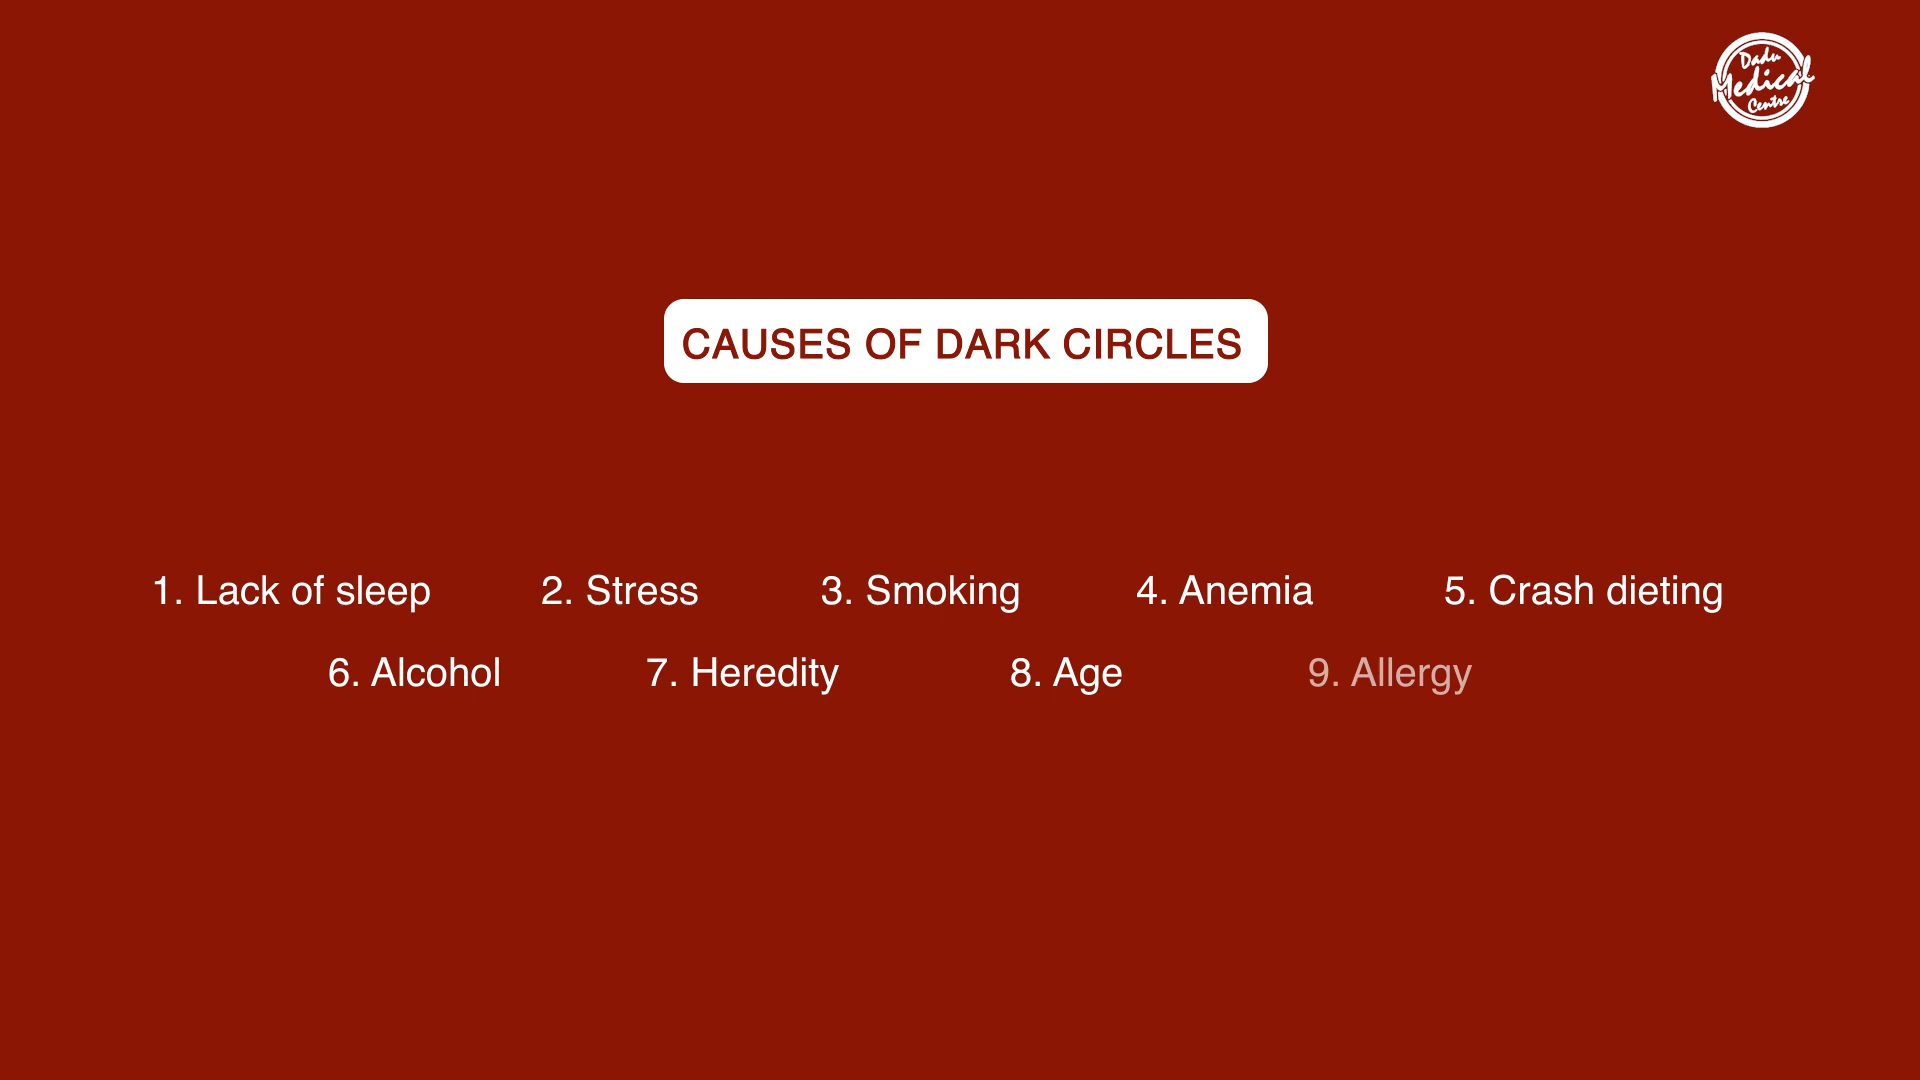 Dadu
Medical
Centre
CAUSES OF DARK CIRCLES
1. Lack of sleep 2. Stress 3. Smoking 4. Anemia 5. Crash dieting
6. Alcohol 7. Heredity 8. Age 9. Allergy